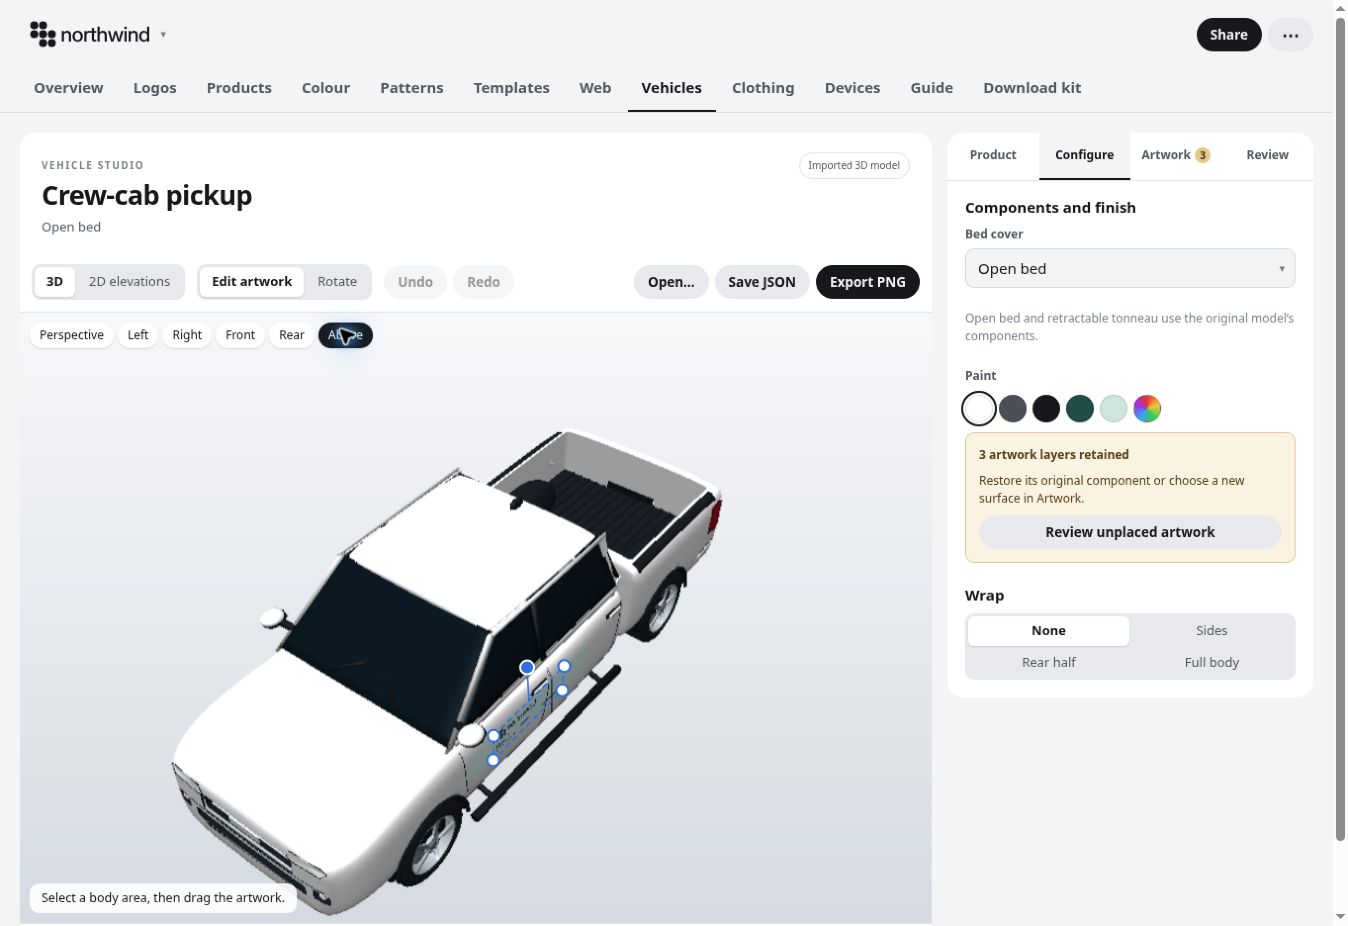 northwind
Share
Overview
Logos
Products
Colour
Patterns
Templates
Web
Vehicles
Clothing
Devices
Guide
Download kit
VEHICLE STUDIO
Crew-cab pickup
Open bed
Imported 3D model
3D
2D elevations
Edit artwork
Rotate
Undo
Redo
Open...
Save JSON
Export PNG
Perspective
Left
Right
Front
Rear
Select a body area, then drag the artwork.
Product
Configure
Artwork 3
Review
Components and finish
Bed cover
Open bed
Open bed and retractable tonneau use the original model's
components.
Paint
3 artwork layers retained
Restore its original component or choose a new
surface in Artwork.
Review unplaced artwork
Wrap
None
Sides
Rear half
Full body